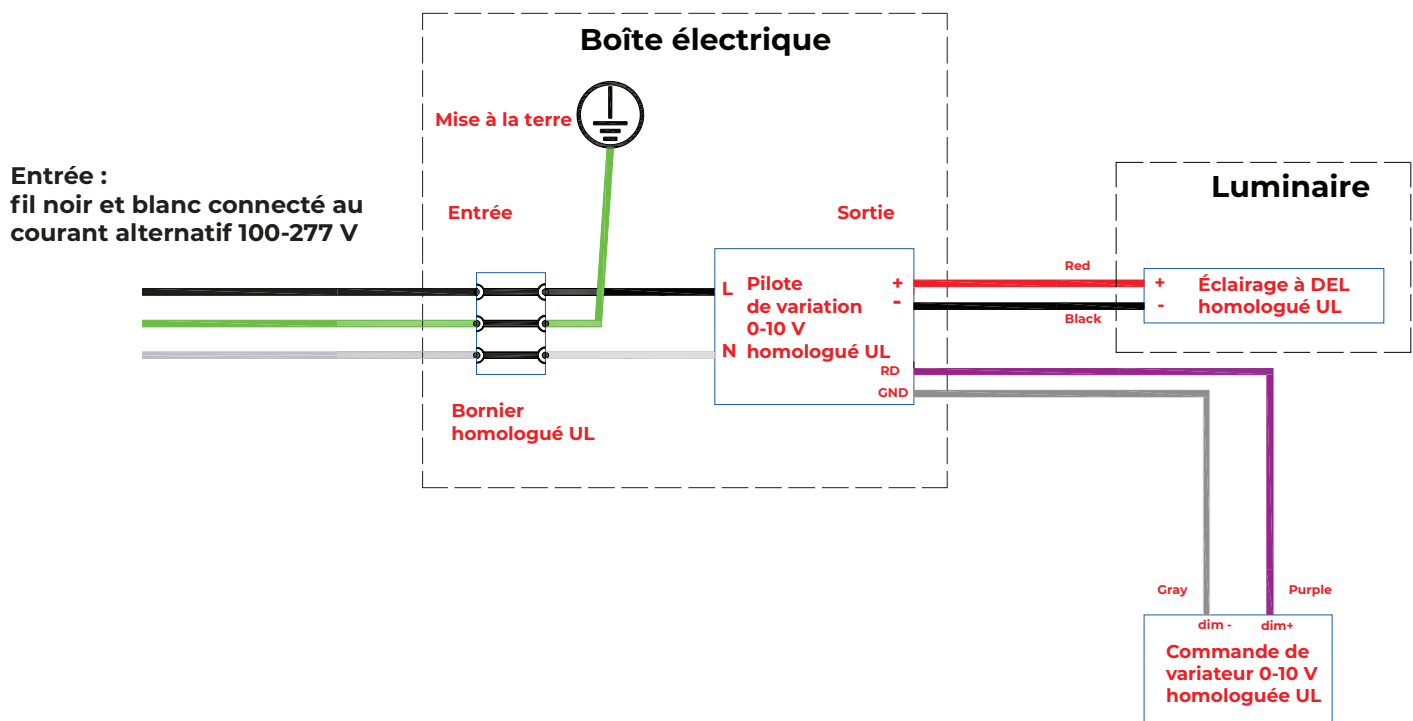 Boîte électrique
Mise à la terre
Entrée :
fil noir et blanc connecté au
courant alternatif 100-277 V
Entrée
Sortie
Luminaire
L
Pilote
de variation
0-10 V
homologué UL
N
+
-
RD
GND
Red
Black
+
-
Éclairage à DEL
homologué UL
Bornier
homologué UL
Gray
Purple
dim -
dim+
Commande de
variateur 0-10 V
homologuée UL